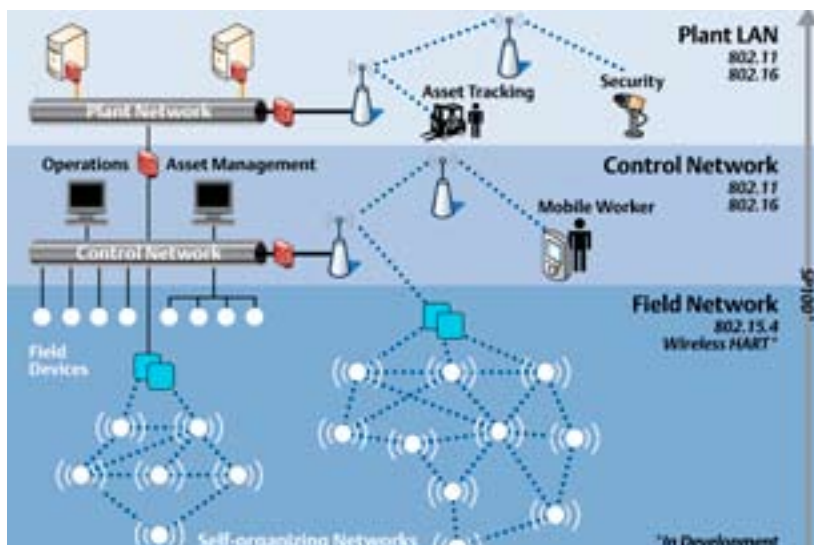 Plant LAN
802.11
802.16
Asset Tracking
Security
Plant Network
Operations
Asset Management
Control Network
802.11
802.16
Mobile Worker
Control Network
SP100*
Field Network
802.15.4
Wireless HART*
Field
Devices
Self-organizing Networks
*In Development